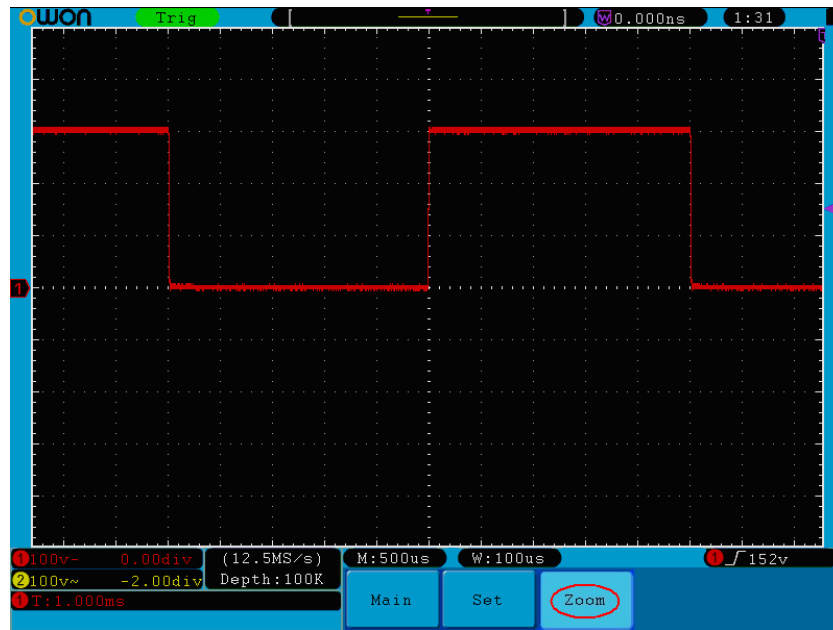 owon Trig [ T ] W 0.000ns 1:31
T
1
1 100v- 0.00div (12.5MS/s) M:500us W:100us 1 152v
2 100v~ -2.00div Depth:100K
1 T:1.000ms Main Set Zoom